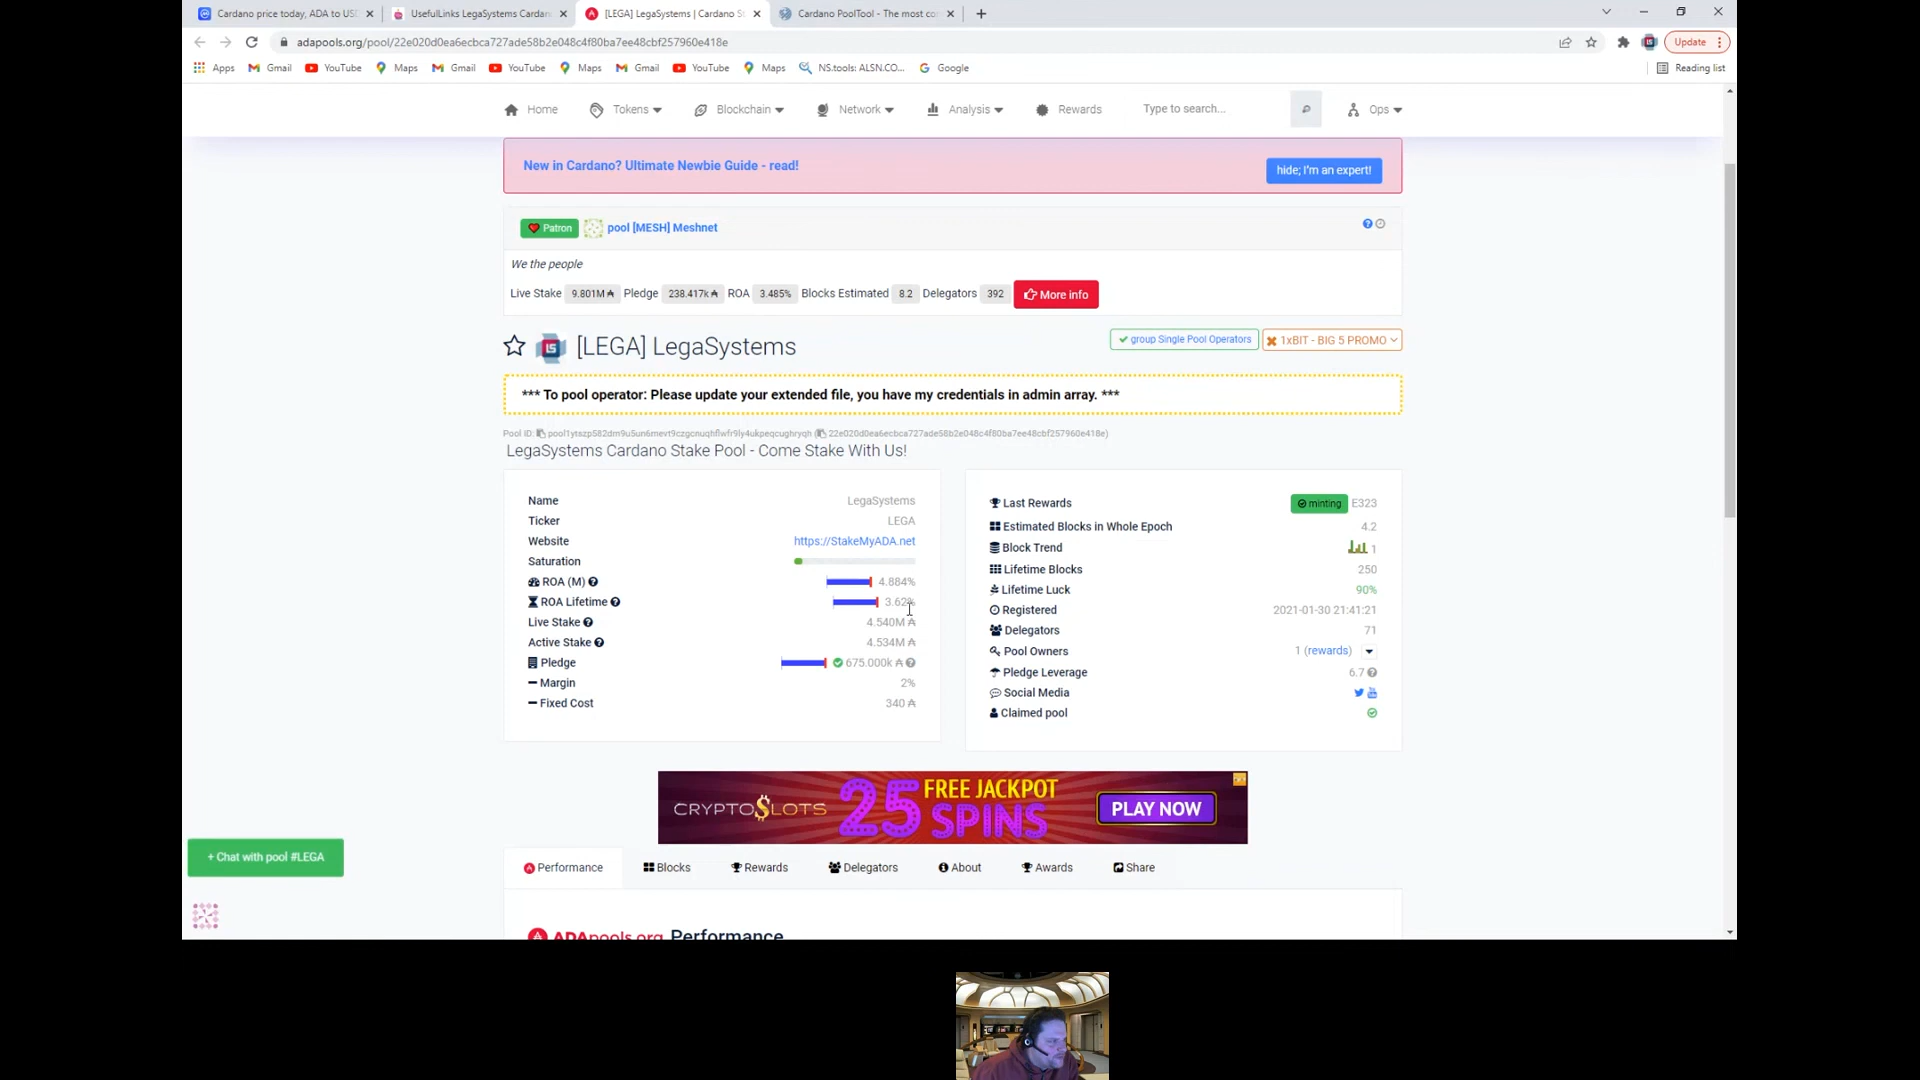 Cardano price today, ADA to US
UsefulLinks LegaSystems Cardan
[LEGA] LegaSystems | Cardano S
Cardano PoolTool - The most co
adapools.org/pool/22e020d0ea6ecbca727ade58b2e048c4f80ba7ee48cbf257960e418e
Update
Apps Gmail YouTube Maps Gmail YouTube Maps Gmail YouTube Maps NS.tools: ALSN.CO... Google Reading list
Home Tokens Blockchain Network Analysis Rewards Type to search... Ops
New in Cardano? Ultimate Newbie Guide - read! hide; I'm an expert!
Patron pool [MESH] Meshnet
We the people
Live Stake 9.801M ₳ Pledge 238.417k ₳ ROA 3.485% Blocks Estimated 8.2 Delegators 392 More info
[LEGA] LegaSystems group Single Pool Operators 1xBIT - BIG 5 PROMO
*** To pool operator: Please update your extended file, you have my credentials in admin array. ***
Pool ID: 22e020d0ea6ecbca727ade58b2e048c4f80ba7ee48cbf257960e418e)
LegaSystems Cardano Stake Pool - Come Stake With Us!
Name LegaSystems
Ticker LEGA
Website https://StakeMyADA.net
Saturation
ROA (M) 4.884%
ROA Lifetime 3.62%
Live Stake 4.540M ₳
Active Stake 4.534M ₳
Pledge 675.000k ₳
Margin 2%
Fixed Cost 340 ₳
Last Rewards minting E323
Estimated Blocks in Whole Epoch 4.2
Block Trend 1
Lifetime Blocks 250
Lifetime Luck 90%
Registered 2021-01-30 21:41:21
Delegators 71
Pool Owners 1 (rewards)
Pledge Leverage 6.7
Social Media
Claimed pool
CRYPTO$LOTS 25 FREE JACKPOT SPINS PLAY NOW
+ Chat with pool #LEGA
Performance Blocks Rewards Delegators About Awards Share
ADApools.org Performance